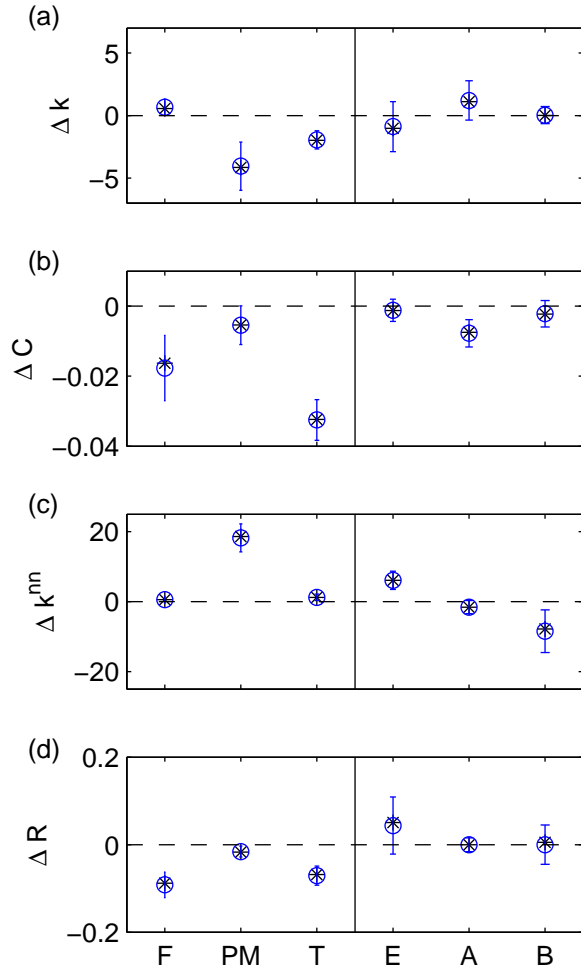 (a)
5
0
−5
Δ k
(b)
0
−0.02
−0.04
Δ C
(c)
20
0
−20
Δ k^nn
(d)
0.2
0
−0.2
Δ R
F PM T E A B